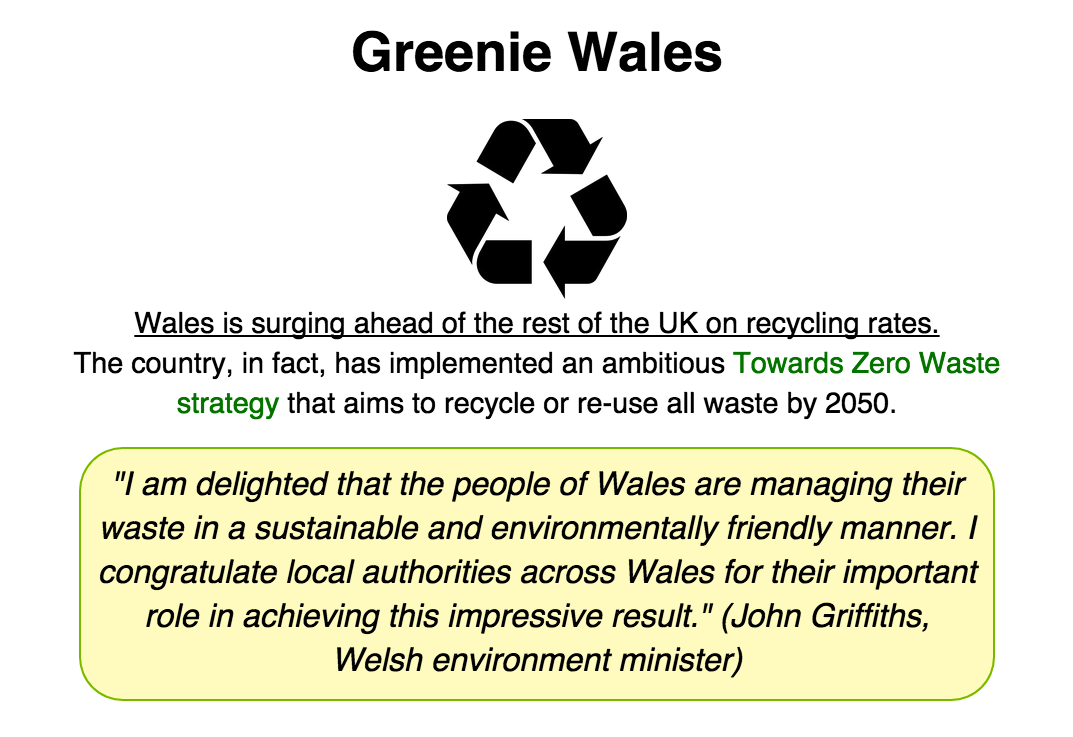 Greenie Wales
Wales is surging ahead of the rest of the UK on recycling rates.
The country, in fact, has implemented an ambitious Towards Zero Waste
strategy that aims to recycle or re-use all waste by 2050.
"I am delighted that the people of Wales are managing their
waste in a sustainable and environmentally friendly manner. I
congratulate local authorities across Wales for their important
role in achieving this impressive result." (John Griffiths,
Welsh environment minister)